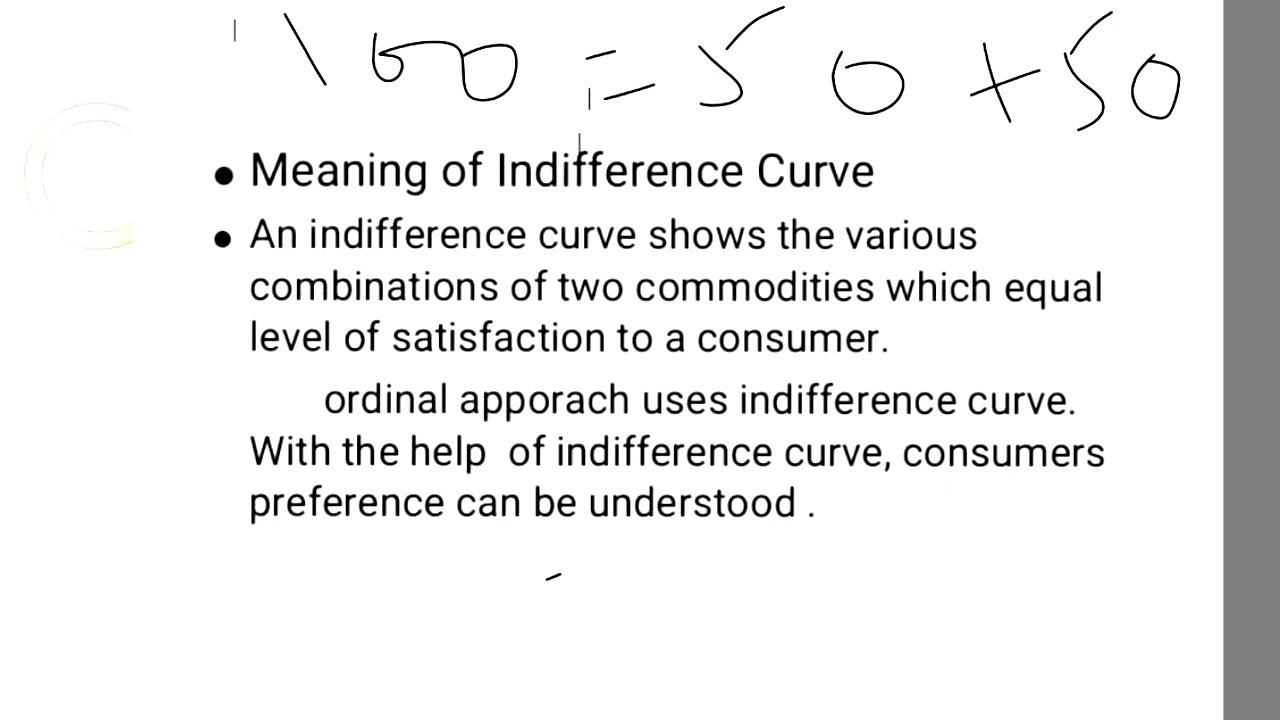 100 = 50 + 50
• Meaning of Indifference Curve
• An indifference curve shows the various
combinations of two commodities which equal
level of satisfaction to a consumer.
ordinal apporach uses indifference curve.
With the help of indifference curve, consumers
preference can be understood .